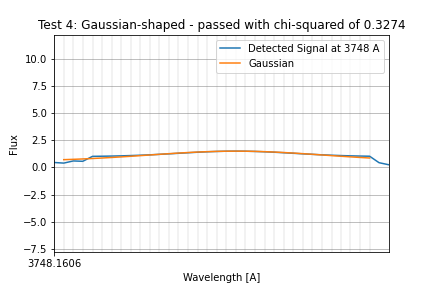 Test 4: Gaussian-shaped - passed with chi-squared of 0.3274
Detected Signal at 3748 A
Gaussian
10.0
7.5
5.0
2.5
0.0
−2.5
−5.0
−7.5
Flux
3748.1606
Wavelength [A]